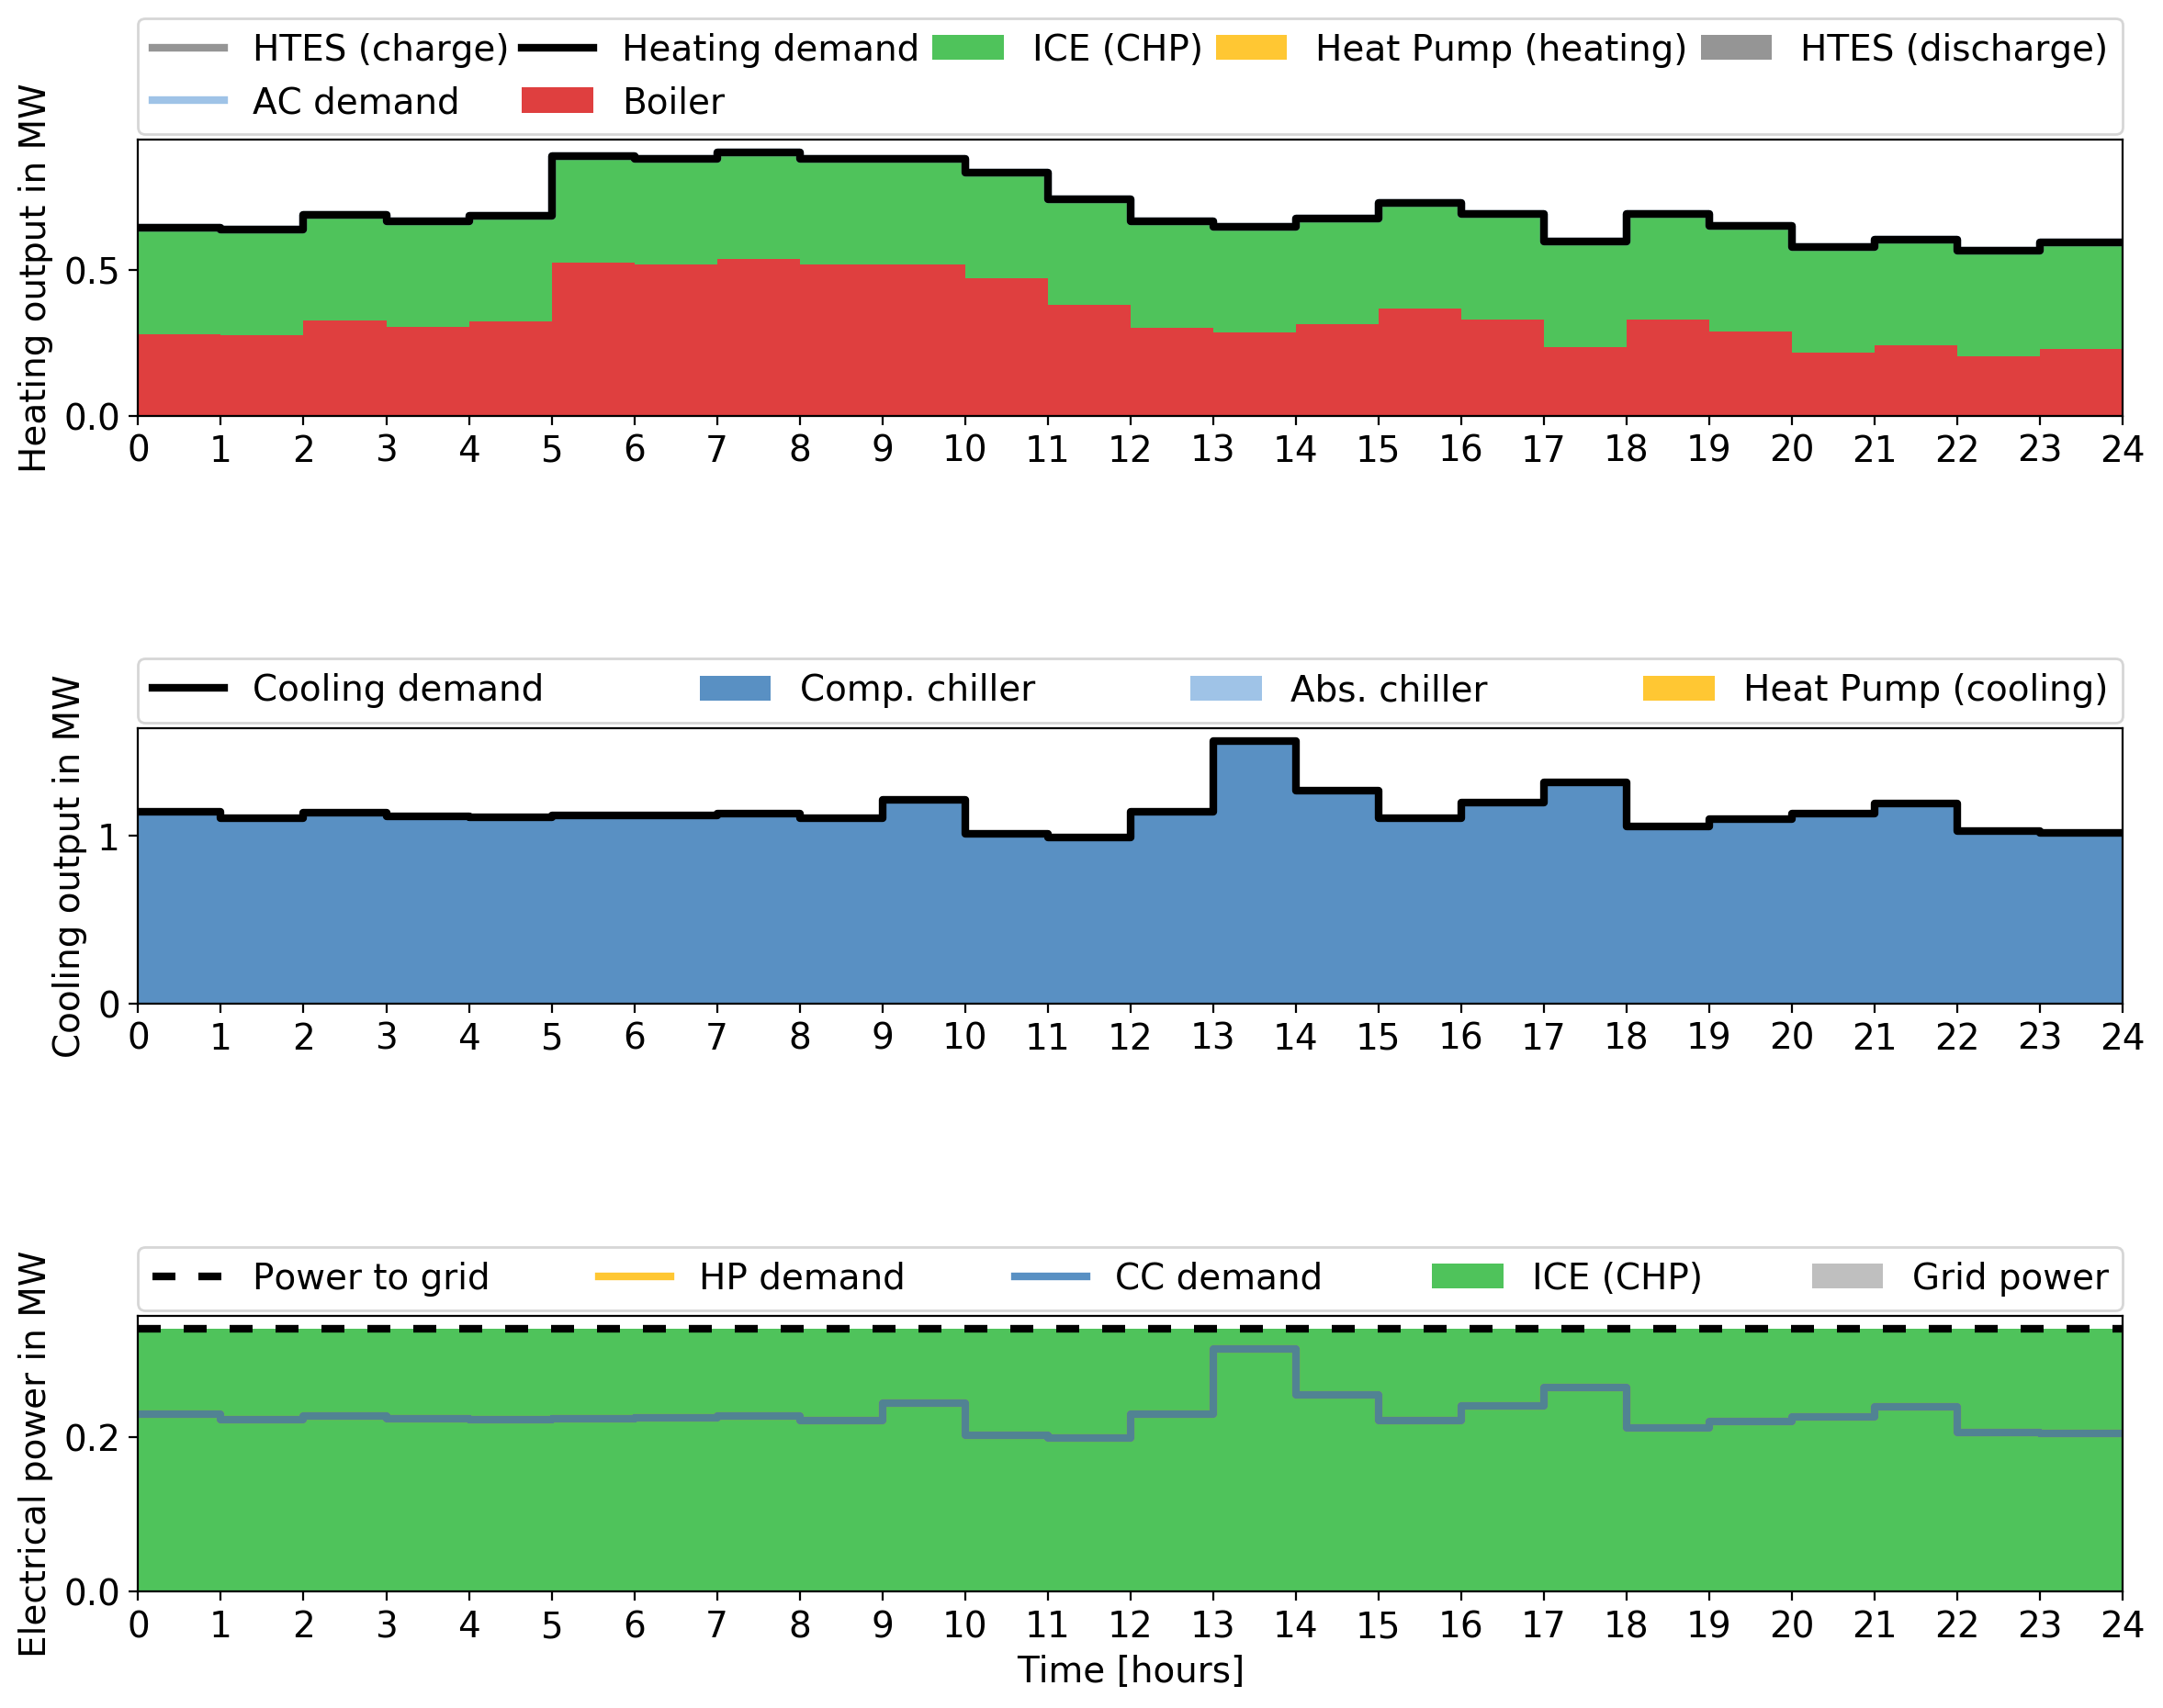 HTES (charge) Heating demand ICE (CHP) Heat Pump (heating) HTES (discharge)
AC demand Boiler
Heating output in MW
0.5
0.0
0 1 2 3 4 5 6 7 8 9 10 11 12 13 14 15 16 17 18 19 20 21 22 23 24
Cooling demand Comp. chiller Abs. chiller Heat Pump (cooling)
Cooling output in MW
1
0
0 1 2 3 4 5 6 7 8 9 10 11 12 13 14 15 16 17 18 19 20 21 22 23 24
Power to grid HP demand CC demand ICE (CHP) Grid power
Electrical power in MW
0.2
0.0
0 1 2 3 4 5 6 7 8 9 10 11 12 13 14 15 16 17 18 19 20 21 22 23 24
Time [hours]